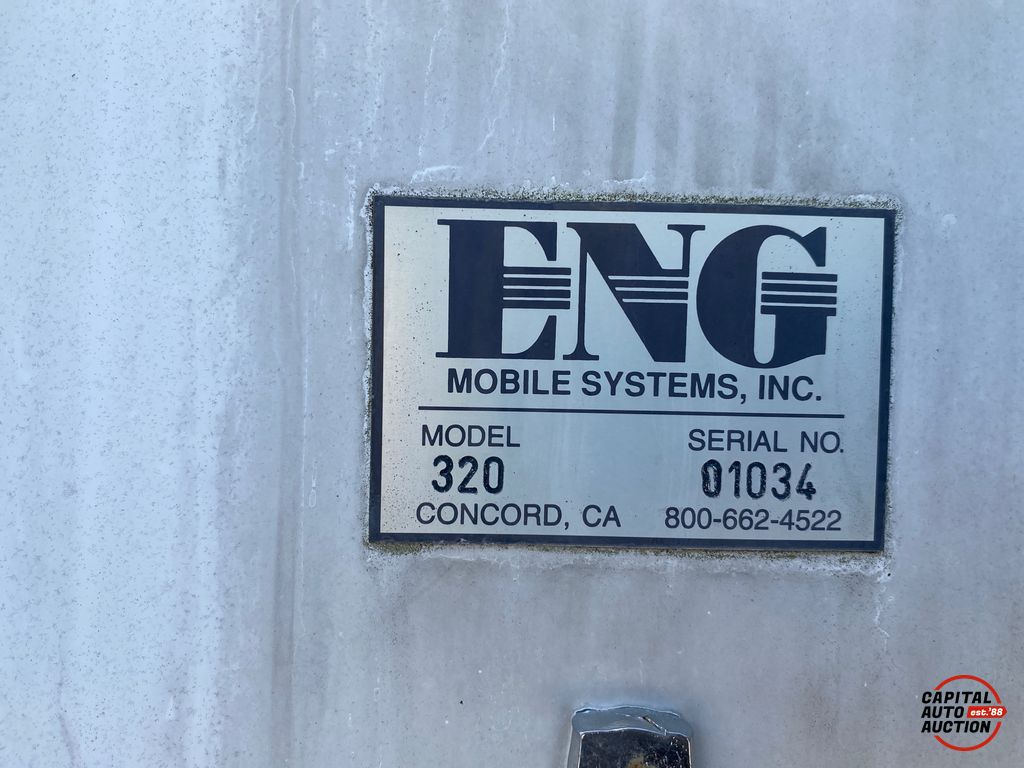 ENG
MOBILE SYSTEMS, INC.
MODEL SERIAL NO.
320 01034
CONCORD, CA 800-662-4522
CAPITAL
AUTO est.'88
AUCTION